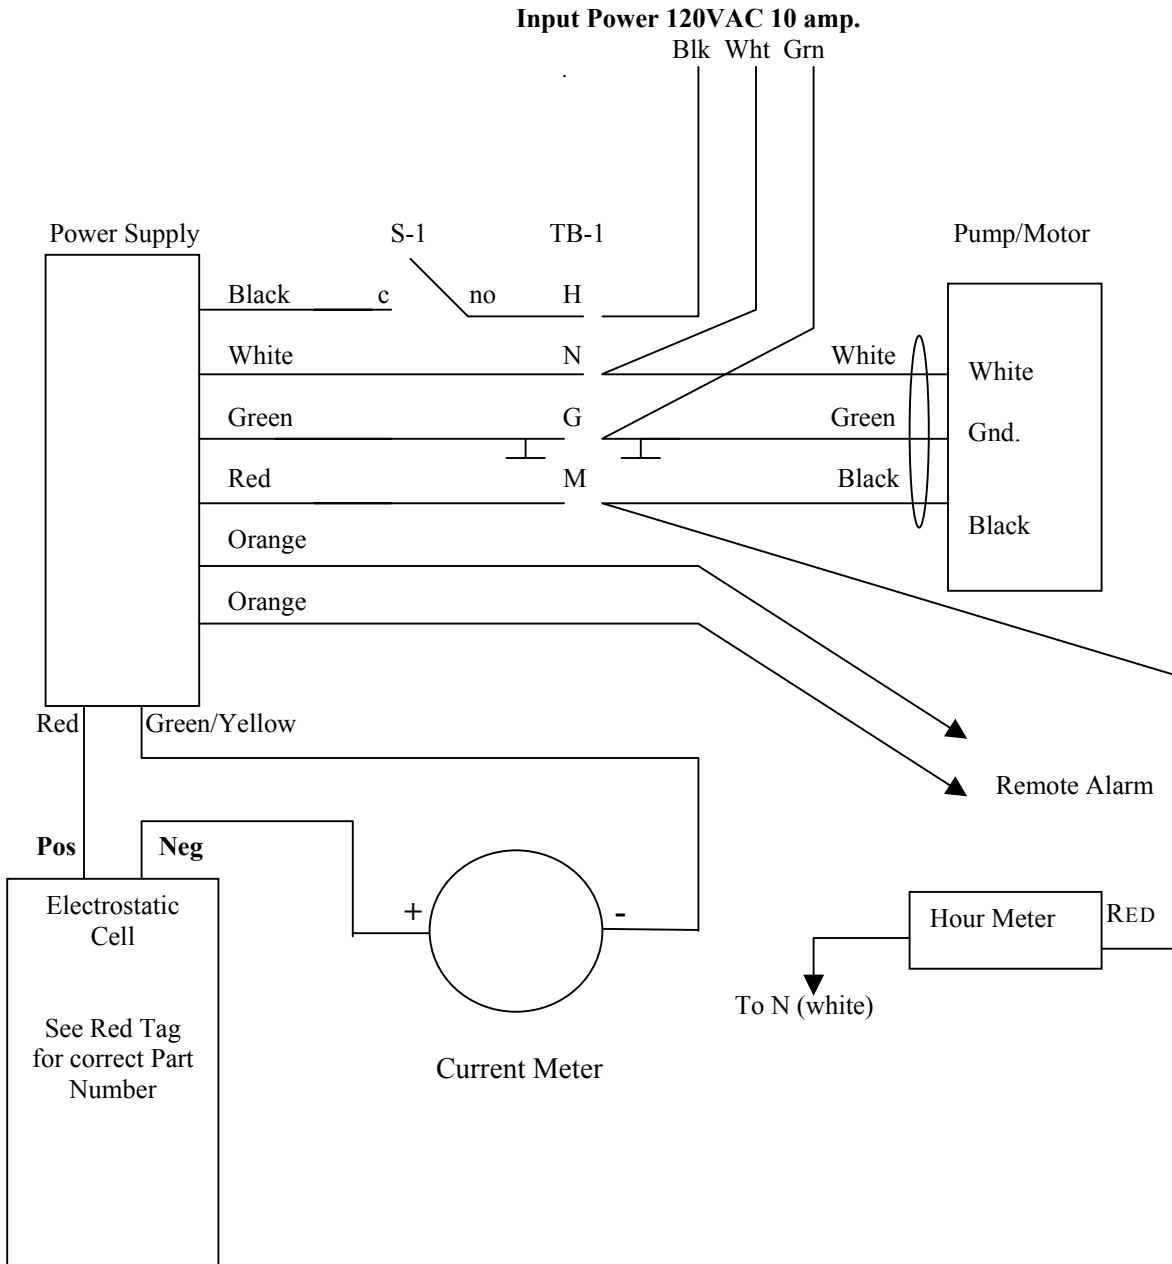 Input Power 120VAC 10 amp.
Blk Wht Grn
Power Supply
S-1
TB-1
Pump/Motor
Black
c
no
H
White
N
White
White
Green
G
Green
Gnd.
Red
M
Black
Black
Orange
Orange
Red
Green/Yellow
Remote Alarm
Pos
Neg
Electrostatic
Cell
+
-
Hour Meter
RED
To N (white)
See Red Tag
for correct Part
Number
Current Meter